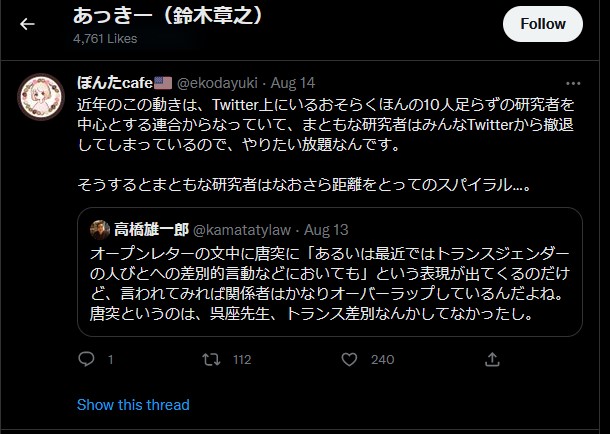 あっきー（鈴木章之）
4,761 Likes
Follow
ぽんたcafe🇺🇸 @ekodayuki · Aug 14
近年のこの動きは、Twitter上にいるおそらくほんの10人足らずの研究者を
中心とする連合からなっていて、まともな研究者はみんなTwitterから撤退
してしまっているので、やりたい放題なんです。
そうするとまともな研究者はなおさら距離をとってのスパイラル...。
高橋雄一郎 @kamatatylaw · Aug 13
オープンレターの文中に唐突に「あるいは最近ではトランスジェンダー
の人びとへの差別的言動などにおいても」という表現が出てくるのだけ
ど、言われてみれば関係者はかなりオーバーラップしているんだよね。
唐突というのは、呉座先生、トランス差別なんかしてなかったし。
1 112 240
Show this thread